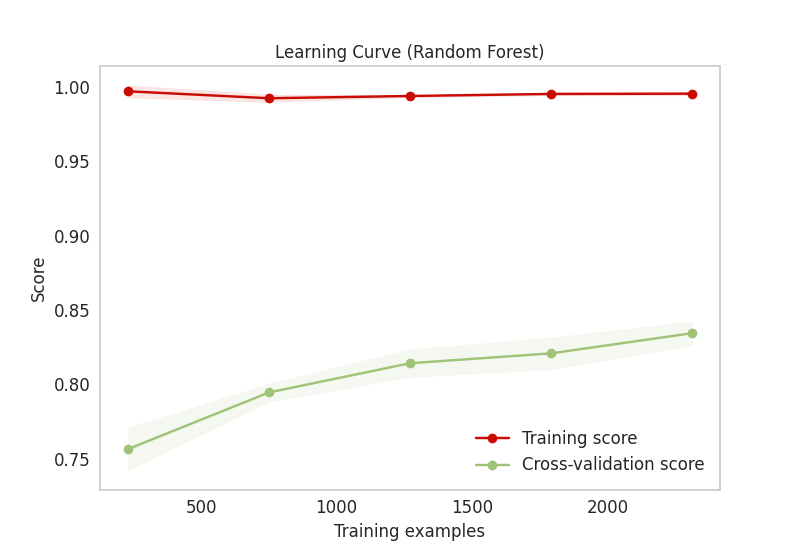 Learning Curve (Random Forest)
1.00
0.95
0.90
0.85
0.80
0.75
Score
Training score
Cross-validation score
500
1000
1500
2000
Training examples